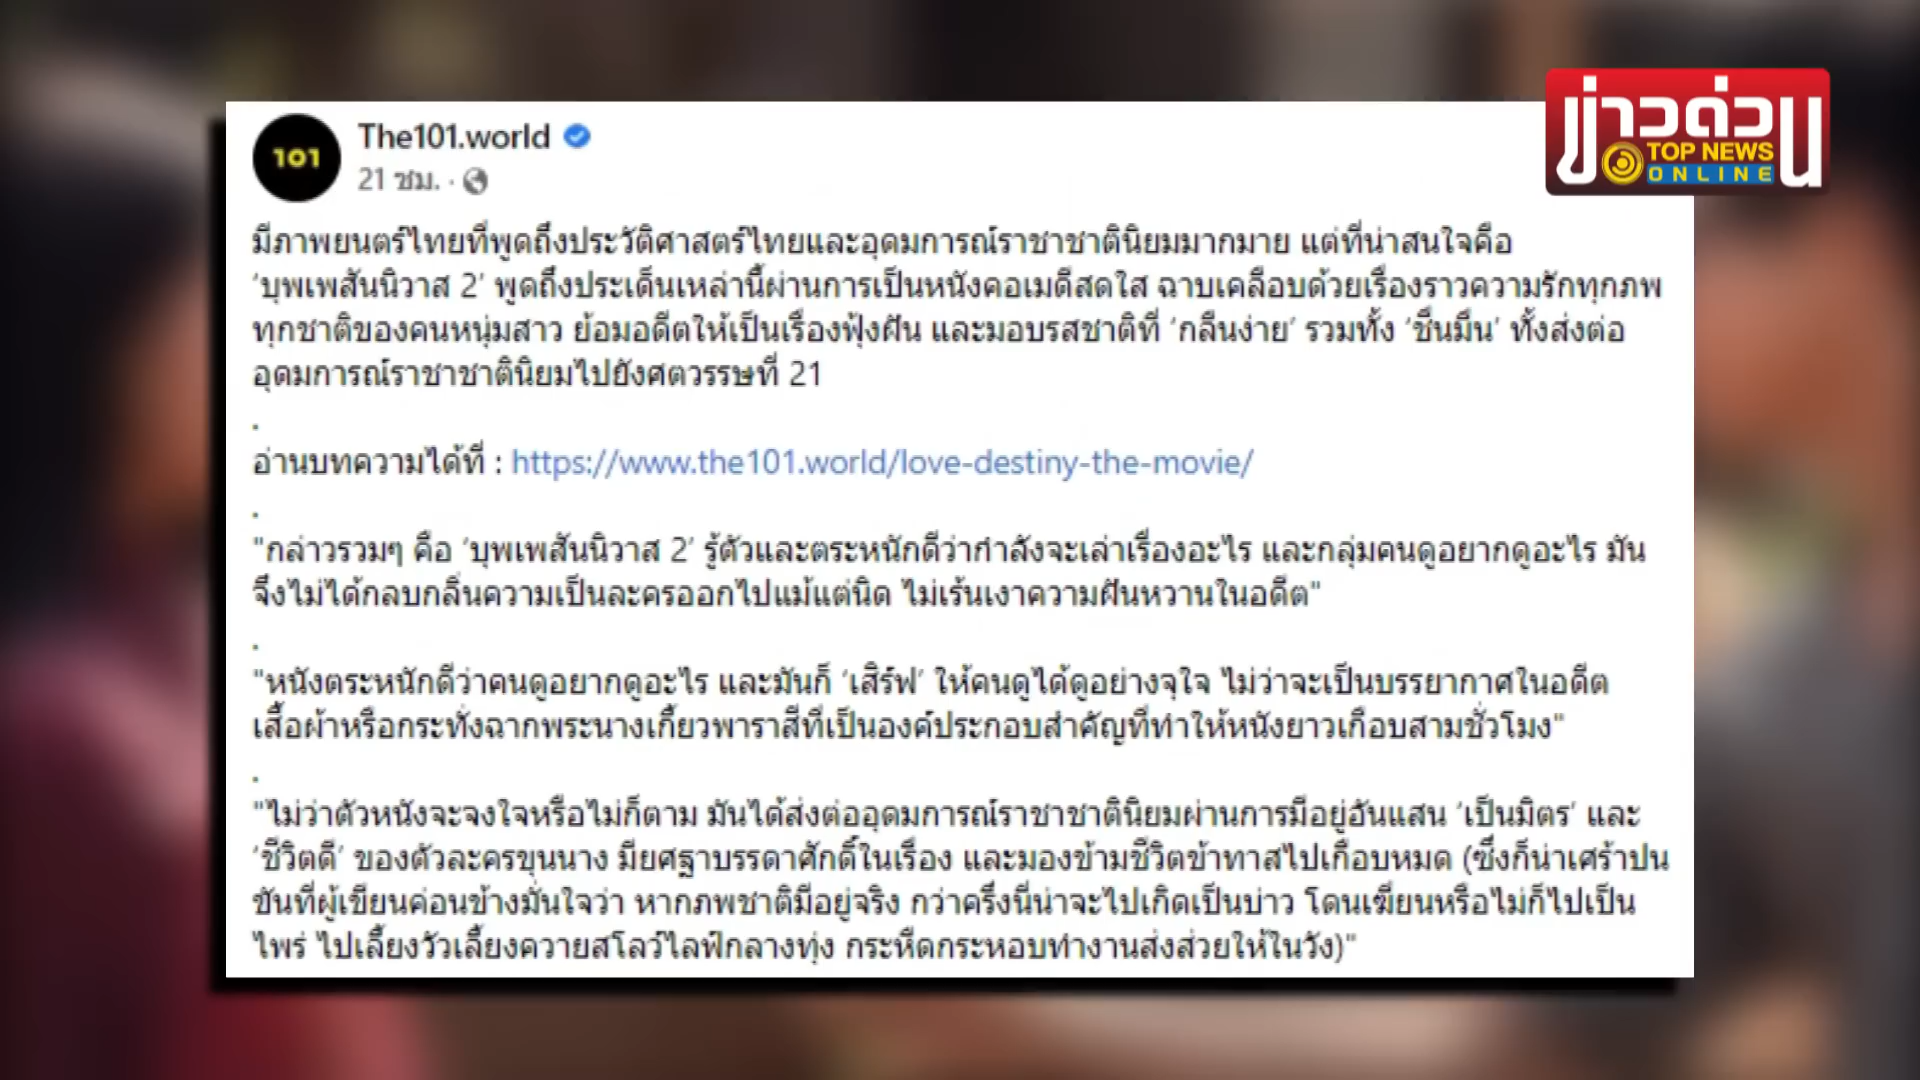 ข่าวด่วน
TOP NEWS
ONLINE
101
The101.world
21 ชม. ·
มีภาพยนตร์ไทยที่พูดถึงประวัติศาสตร์ไทยและอุดมการณ์ราชาชาตินิยมมากมาย แต่ที่น่าสนใจคือ
‘บุพเพสันนิวาส 2’ พูดถึงประเด็นเหล่านี้ผ่านการเป็นหนังคอเมดีสดใส ฉาบเคลือบด้วยเรื่องราวความรักทุกภพ
ทุกชาติของคนหนุ่มสาว ย้อมอดีตให้เป็นเรื่องฟุ้งฝัน และมอบรสชาติที่ ‘กลืนง่าย’ รวมทั้ง ‘ชื่นมื่น’ ทั้งส่งต่อ
อุดมการณ์ราชาชาตินิยมไปยังศตวรรษที่ 21
.
อ่านบทความได้ที่ : https://www.the101.world/love-destiny-the-movie/
.
"กล่าวรวมๆ คือ ‘บุพเพสันนิวาส 2’ รู้ตัวและตระหนักดีว่ากำลังจะเล่าเรื่องอะไร และกลุ่มคนดูอยากดูอะไร มัน
จึงไม่ได้กลบกลิ่นความเป็นละครออกไปแม้แต่นิด ไม่เร้นเงาความฝันหวานในอดีต"
.
"หนังตระหนักดีว่าคนดูอยากดูอะไร และมันก็ ‘เสิร์ฟ’ ให้คนดูได้ดูอย่างจุใจ ไม่ว่าจะเป็นบรรยากาศในอดีต
เสื้อผ้าหรือกระทั่งฉากพระนางเกี้ยวพาราสีที่เป็นองค์ประกอบสำคัญที่ทำให้หนังยาวเกือบสามชั่วโมง"
.
"ไม่ว่าตัวหนังจะจงใจหรือไม่ก็ตาม มันได้ส่งต่ออุดมการณ์ราชาชาตินิยมผ่านการมีอยู่อันแสน ‘เป็นมิตร’ และ
‘ชีวิตดี’ ของตัวละครขุนนาง มียศฐาบรรดาศักดิ์ในเรื่อง และมองข้ามชีวิตข้าทาสไปเกือบหมด (ซึ่งก็น่าเศร้าปน
ขันที่ผู้เขียนค่อนข้างมั่นใจว่า หากภพชาติมีอยู่จริง กว่าครึ่งนี่น่าจะไปเกิดเป็นบ่าว โดนเฆี่ยนหรือไม่ก็ไปเป็น
ไพร่ ไปเลี้ยงวัวเลี้ยงควายสโลว์ไลฟ์กลางทุ่ง กระหืดกระหอบทำงานส่งส่วยให้ในวัง)"